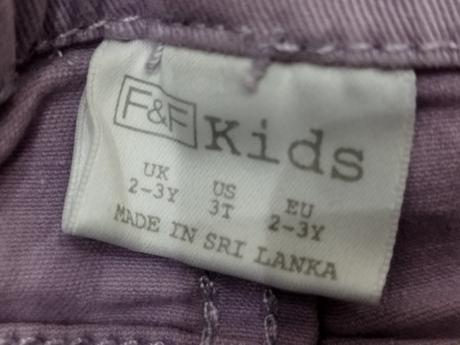 F&F Kids
UK US EU
2-3Y 3T 2-3Y
MADE IN SRI LANKA